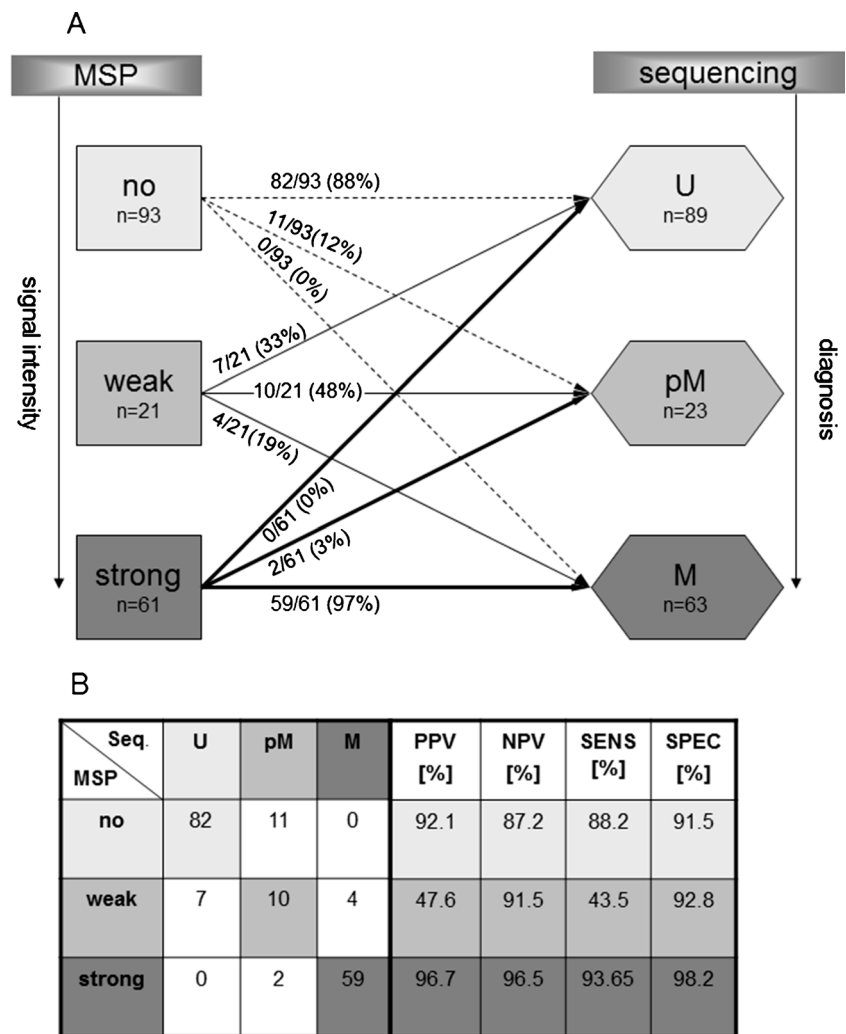 A
MSP
sequencing
no
n=93
82/93 (88%)
U
n=89
11/93(12%)
0/93 (0%)
signal intensity
7/21 (33%)
weak
n=21
10/21 (48%)
pM
n=23
diagnosis
4/21(19%)
0/61 (0%)
2/61 (3%)
strong
n=61
59/61 (97%)
M
n=63
B
Seq. U pM M PPV [%] NPV [%] SENS [%] SPEC [%]
MSP
no 82 11 0 92.1 87.2 88.2 91.5
weak 7 10 4 47.6 91.5 43.5 92.8
strong 0 2 59 96.7 96.5 93.65 98.2